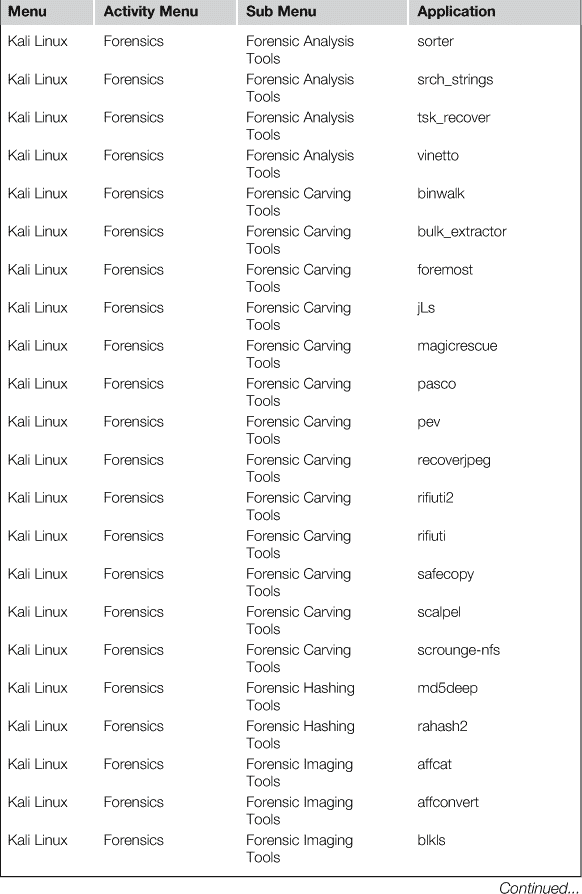 Menu Activity Menu Sub Menu Application
Kali Linux Forensics Forensic Analysis sorter
Tools
Kali Linux Forensics Forensic Analysis srch_strings
Tools
Kali Linux Forensics Forensic Analysis tsk_recover
Tools
Kali Linux Forensics Forensic Analysis vinetto
Tools
Kali Linux Forensics Forensic Carving binwalk
Tools
Kali Linux Forensics Forensic Carving bulk_extractor
Tools
Kali Linux Forensics Forensic Carving foremost
Tools
Kali Linux Forensics Forensic Carving jLs
Tools
Kali Linux Forensics Forensic Carving magicrescue
Tools
Kali Linux Forensics Forensic Carving pasco
Tools
Kali Linux Forensics Forensic Carving pev
Tools
Kali Linux Forensics Forensic Carving recoverjpeg
Tools
Kali Linux Forensics Forensic Carving rifiuti2
Tools
Kali Linux Forensics Forensic Carving rifiuti
Tools
Kali Linux Forensics Forensic Carving safecopy
Tools
Kali Linux Forensics Forensic Carving scalpel
Tools
Kali Linux Forensics Forensic Carving scrounge-nfs
Tools
Kali Linux Forensics Forensic Hashing md5deep
Tools
Kali Linux Forensics Forensic Hashing rahash2
Tools
Kali Linux Forensics Forensic Imaging affcat
Tools
Kali Linux Forensics Forensic Imaging affconvert
Tools
Kali Linux Forensics Forensic Imaging blkls
Tools
Continued...